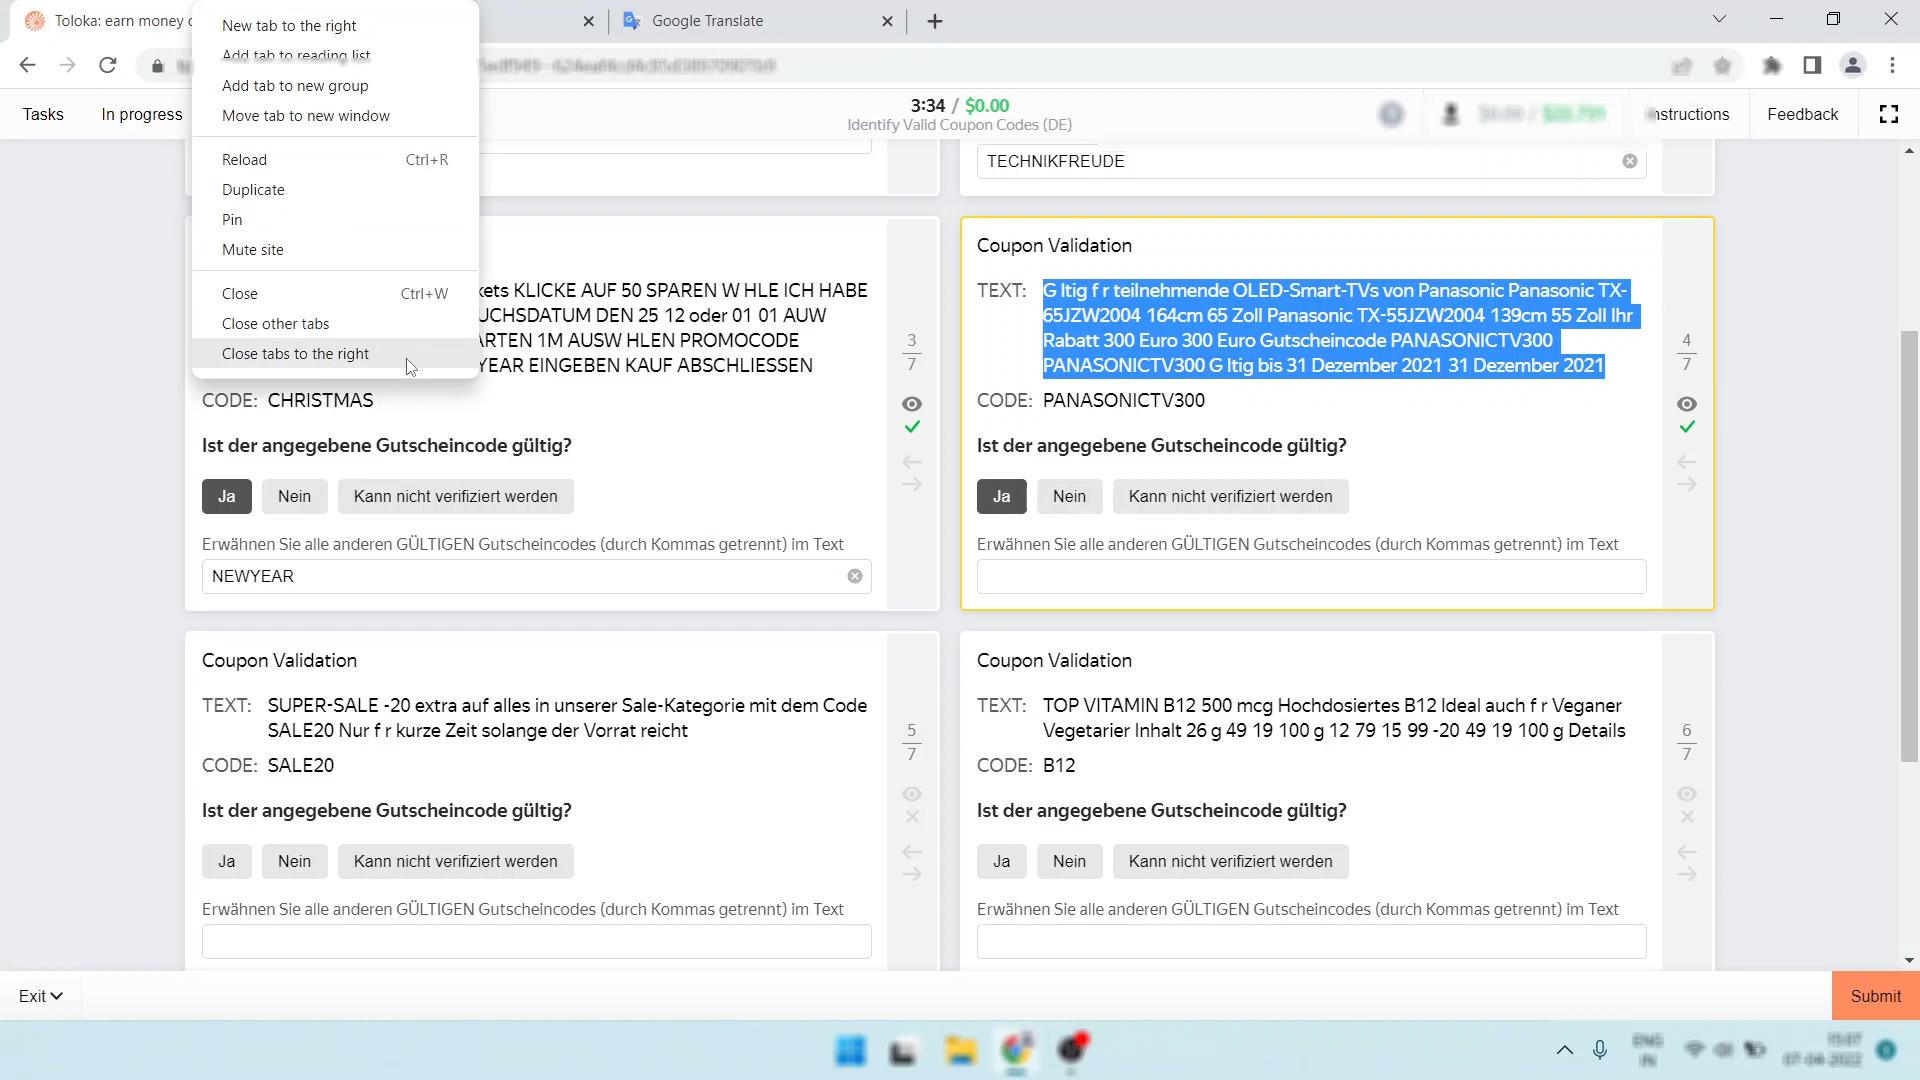 Toloka: earn money
Google Translate
New tab to the right
Add tab to reading list
Add tab to new group
Move tab to new window
Reload Ctrl+R
Duplicate
Pin
Mute site
Close Ctrl+W
Close other tabs
Close tabs to the right
Tasks
In progress
3:34 / $0.00
Identify Valid Coupon Codes (DE)
nstructions
Feedback
TECHNIKFREUDE
kets KLICKE AUF 50 SPAREN W HLE ICH HABE
UCHSDATUM DEN 25 12 oder 01 01 AUW
ARTEN 1M AUSW HLEN PROMOCODE
YEAR EINGEBEN KAUF ABSCHLIESSEN
CODE: CHRISTMAS
Ist der angegebene Gutscheincode gültig?
Ja Nein Kann nicht verifiziert werden
Erwähnen Sie alle anderen GÜLTIGEN Gutscheincodes (durch Kommas getrennt) im Text
NEWYEAR
3
7
Coupon Validation
TEXT: G ltig f r teilnehmende OLED-Smart-TVs von Panasonic Panasonic TX-
65JZW2004 164cm 65 Zoll Panasonic TX-55JZW2004 139cm 55 Zoll Ihr
Rabatt 300 Euro 300 Euro Gutscheincode PANASONICTV300
PANASONICTV300 G ltig bis 31 Dezember 2021 31 Dezember 2021
CODE: PANASONICTV300
Ist der angegebene Gutscheincode gültig?
Ja Nein Kann nicht verifiziert werden
Erwähnen Sie alle anderen GÜLTIGEN Gutscheincodes (durch Kommas getrennt) im Text
4
7
Coupon Validation
TEXT: SUPER-SALE -20 extra auf alles in unserer Sale-Kategorie mit dem Code
SALE20 Nur f r kurze Zeit solange der Vorrat reicht
CODE: SALE20
Ist der angegebene Gutscheincode gültig?
Ja Nein Kann nicht verifiziert werden
Erwähnen Sie alle anderen GÜLTIGEN Gutscheincodes (durch Kommas getrennt) im Text
5
7
Coupon Validation
TEXT: TOP VITAMIN B12 500 mcg Hochdosiertes B12 Ideal auch f r Veganer
Vegetarier Inhalt 26 g 49 19 100 g 12 79 15 99 -20 49 19 100 g Details
CODE: B12
Ist der angegebene Gutscheincode gültig?
Ja Nein Kann nicht verifiziert werden
Erwähnen Sie alle anderen GÜLTIGEN Gutscheincodes (durch Kommas getrennt) im Text
6
7
Exit
Submit